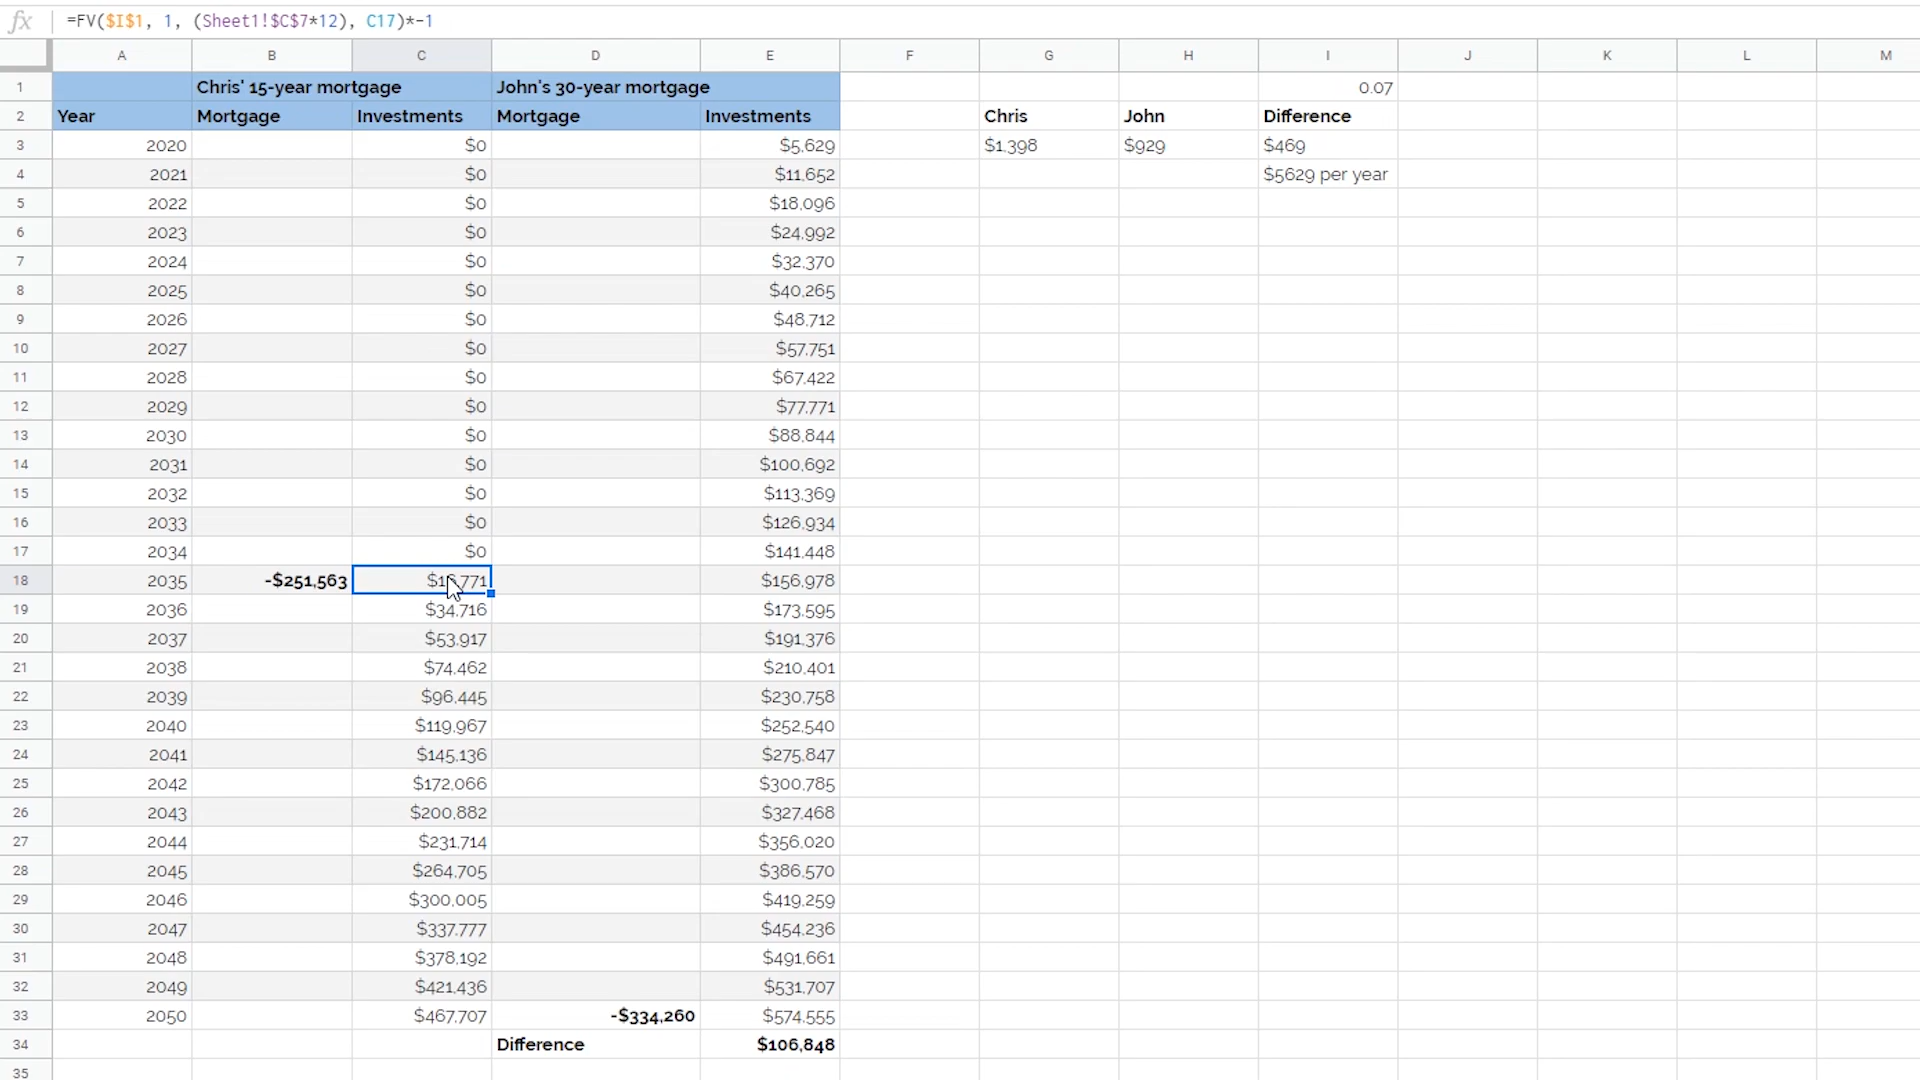 fx =FV($I$1, 1, (Sheet1!$C$7*12), C17)*-1
A B C D E F G H I J K L M
1 Chris' 15-year mortgage John's 30-year mortgage 0.07
2 Year Mortgage Investments Mortgage Investments Chris John Difference
3 2020 $0 $5,629 $1,398 $929 $469
4 2021 $0 $11,652 $5629 per year
5 2022 $0 $18,096
6 2023 $0 $24,992
7 2024 $0 $32,370
8 2025 $0 $40,265
9 2026 $0 $48,712
10 2027 $0 $57,751
11 2028 $0 $67,422
12 2029 $0 $77,771
13 2030 $0 $88,844
14 2031 $0 $100,692
15 2032 $0 $113,369
16 2033 $0 $126,934
17 2034 $0 $141,448
18 2035 -$251,563 $156,978
19 2036 $34,716 $173,595
20 2037 $53,917 $191,376
21 2038 $74,462 $210,401
22 2039 $96,445 $230,758
23 2040 $119,967 $252,540
24 2041 $145,136 $275,847
25 2042 $172,066 $300,785
26 2043 $200,882 $327,468
27 2044 $231,714 $356,020
28 2045 $264,705 $386,570
29 2046 $300,005 $419,259
30 2047 $337,777 $454,236
31 2048 $378,192 $491,661
32 2049 $421,436 $531,707
33 2050 $467,707 -$334,260 $574,555
34 Difference $106,848
35